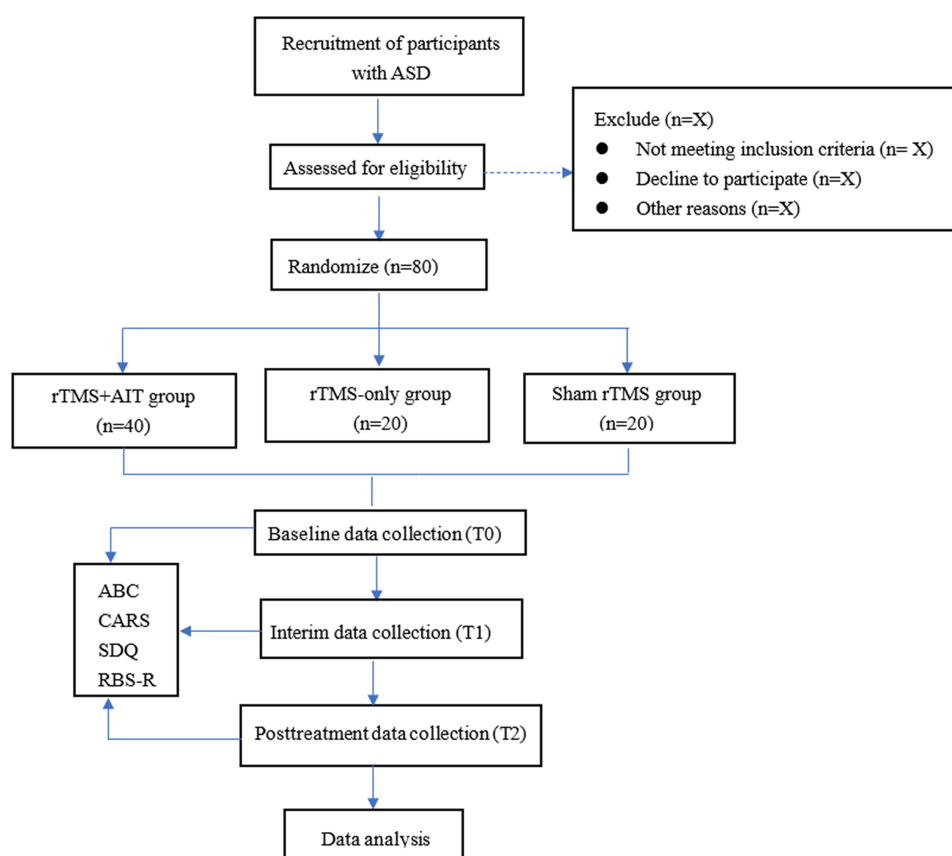 Recruitment of participants
with ASD
Assessed for eligibility
Exclude (n=X)
● Not meeting inclusion criteria (n= X)
● Decline to participate (n=X)
● Other reasons (n=X)
Randomize (n=80)
rTMS+AIT group
(n=40)
rTMS-only group
(n=20)
Sham rTMS group
(n=20)
Baseline data collection (T0)
ABC
CARS
SDQ
RBS-R
Interim data collection (T1)
Posttreatment data collection (T2)
Data analysis